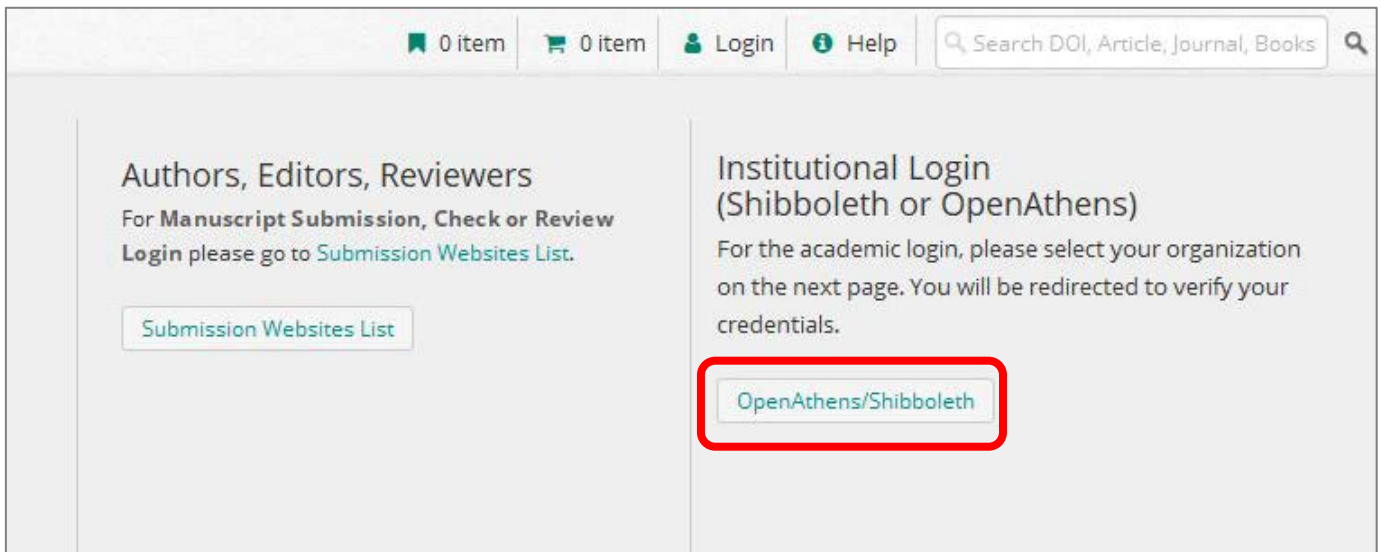 0 item 0 item Login Help Search DOI, Article, Journal, Books
Authors, Editors, Reviewers
For Manuscript Submission, Check or Review
Login please go to Submission Websites List.
Submission Websites List
Institutional Login
(Shibboleth or OpenAthens)
For the academic login, please select your organization
on the next page. You will be redirected to verify your
credentials.
OpenAthens/Shibboleth